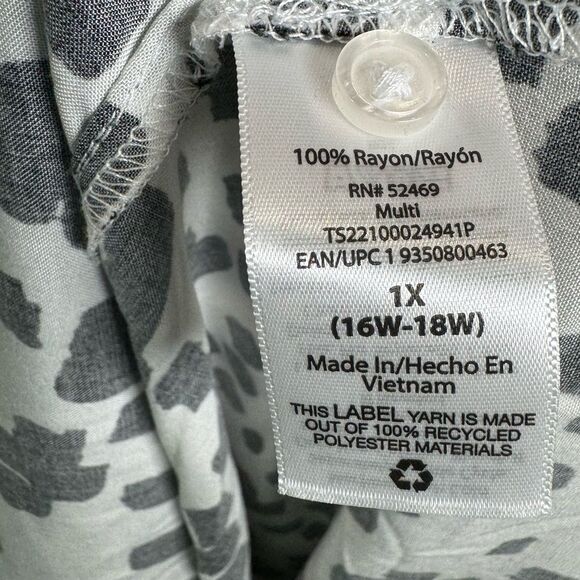 100% Rayon/Rayón
RN# 52469
Multi
TS22100024941P
EAN/UPC 1 9350800463
1X
(16W-18W)
Made In/Hecho En
Vietnam
THIS LABEL YARN IS MADE
OUT OF 100% RECYCLED
POLYESTER MATERIALS